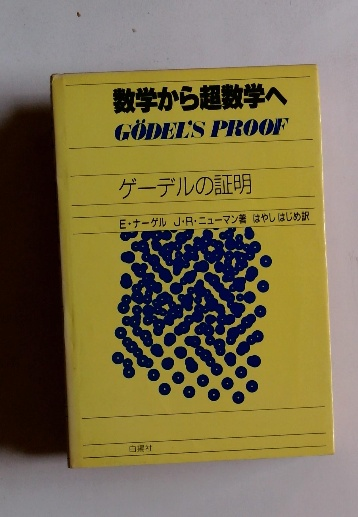 数学から超数学へ
GÖDEL'S PROOF
ゲーデルの証明
E・ナーゲル J・R・ニューマン著 はやしはじめ訳
白揚社